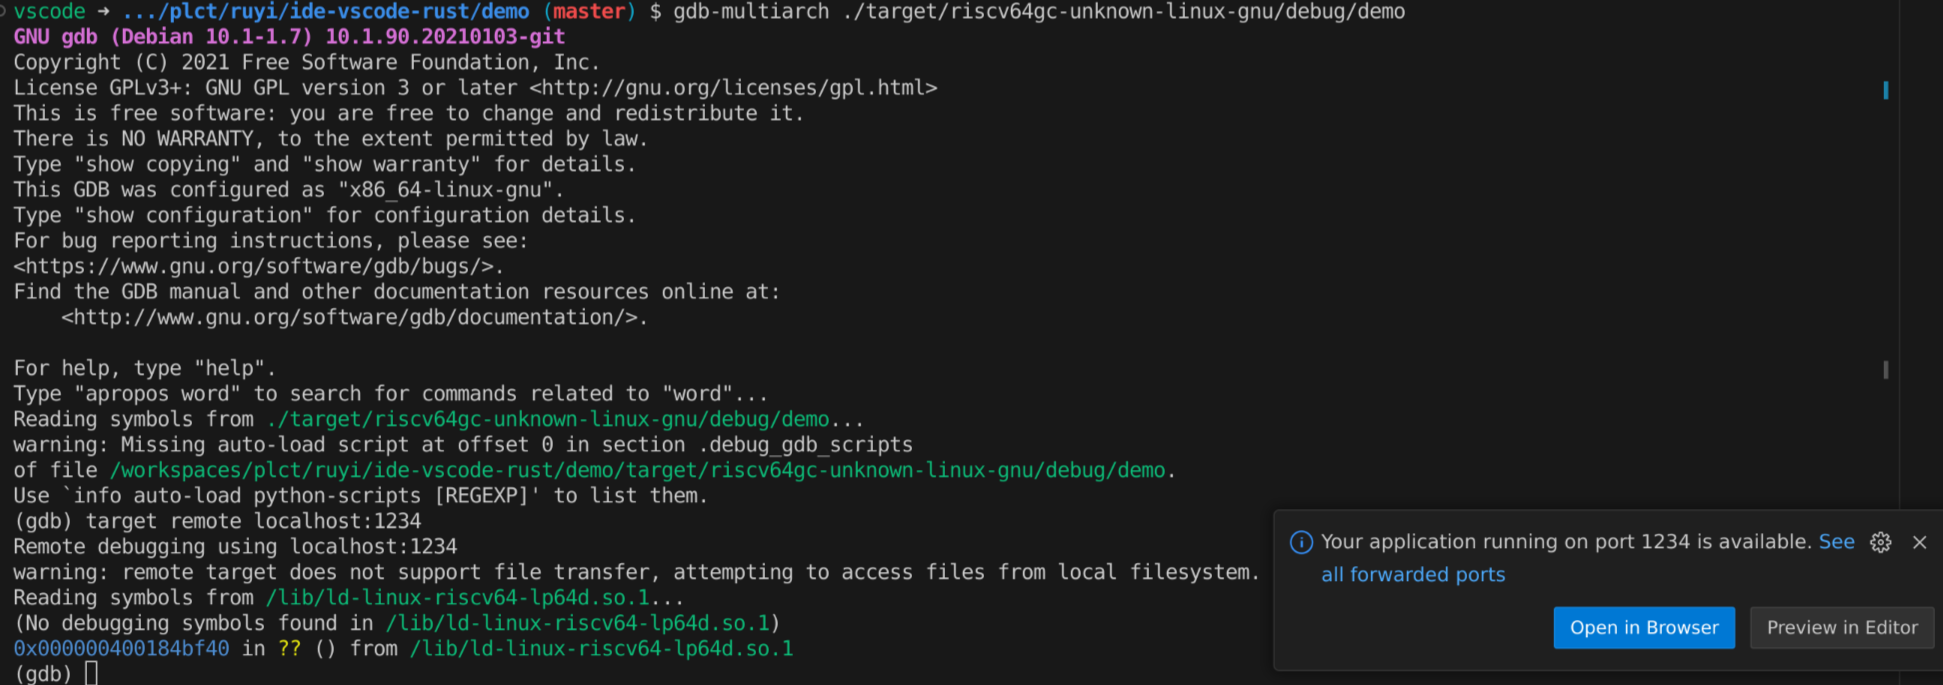 vscode → .../plct/ruyi/ide-vscode-rust/demo (master) $ gdb-multiarch ./target/riscv64gc-unknown-linux-gnu/debug/demo
GNU gdb (Debian 10.1-1.7) 10.1.90.20210103-git
Copyright (C) 2021 Free Software Foundation, Inc.
License GPLv3+: GNU GPL version 3 or later <http://gnu.org/licenses/gpl.html>
This is free software: you are free to change and redistribute it.
There is NO WARRANTY, to the extent permitted by law.
Type "show copying" and "show warranty" for details.
This GDB was configured as "x86_64-linux-gnu".
Type "show configuration" for configuration details.
For bug reporting instructions, please see:
<https://www.gnu.org/software/gdb/bugs/>.
Find the GDB manual and other documentation resources online at:
    <http://www.gnu.org/software/gdb/documentation/>.

For help, type "help".
Type "apropos word" to search for commands related to "word"...
Reading symbols from ./target/riscv64gc-unknown-linux-gnu/debug/demo...
warning: Missing auto-load script at offset 0 in section .debug_gdb_scripts
of file /workspaces/plct/ruyi/ide-vscode-rust/demo/target/riscv64gc-unknown-linux-gnu/debug/demo.
Use `info auto-load python-scripts [REGEXP]' to list them.
(gdb) target remote localhost:1234
Remote debugging using localhost:1234
warning: remote target does not support file transfer, attempting to access files from local filesystem.
Reading symbols from /lib/ld-linux-riscv64-lp64d.so.1...
(No debugging symbols found in /lib/ld-linux-riscv64-lp64d.so.1)
0x000000400184bf40 in ?? () from /lib/ld-linux-riscv64-lp64d.so.1
(gdb)
Your application running on port 1234 is available. See
all forwarded ports
Open in Browser
Preview in Editor